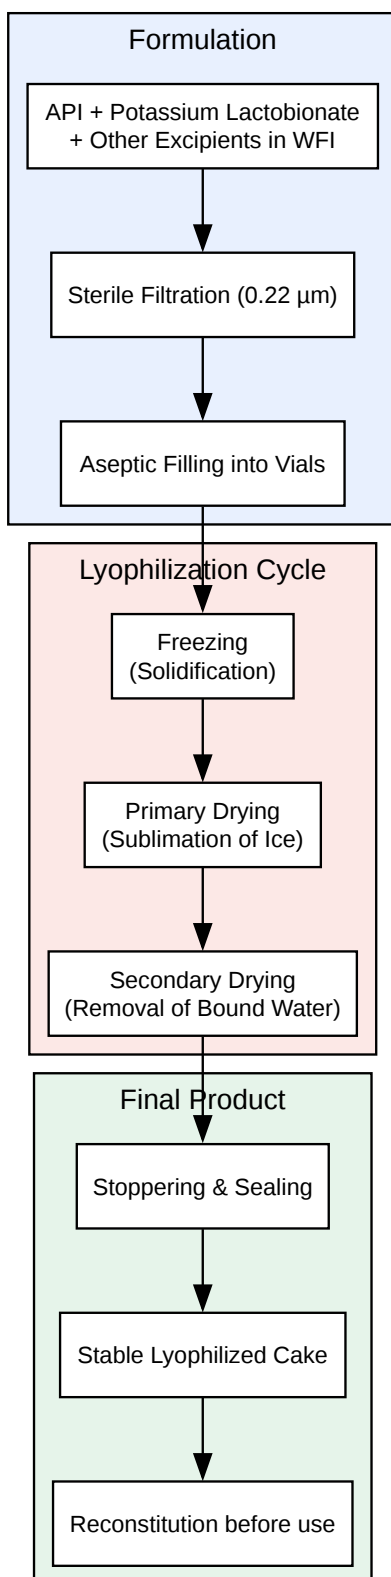 Formulation
API + Potassium Lactobionate
+ Other Excipients in WFI
Sterile Filtration (0.22 µm)
Aseptic Filling into Vials
Lyophilization Cycle
Freezing
(Solidification)
Primary Drying
(Sublimation of Ice)
Secondary Drying
(Removal of Bound Water)
Final Product
Stoppering & Sealing
Stable Lyophilized Cake
Reconstitution before use